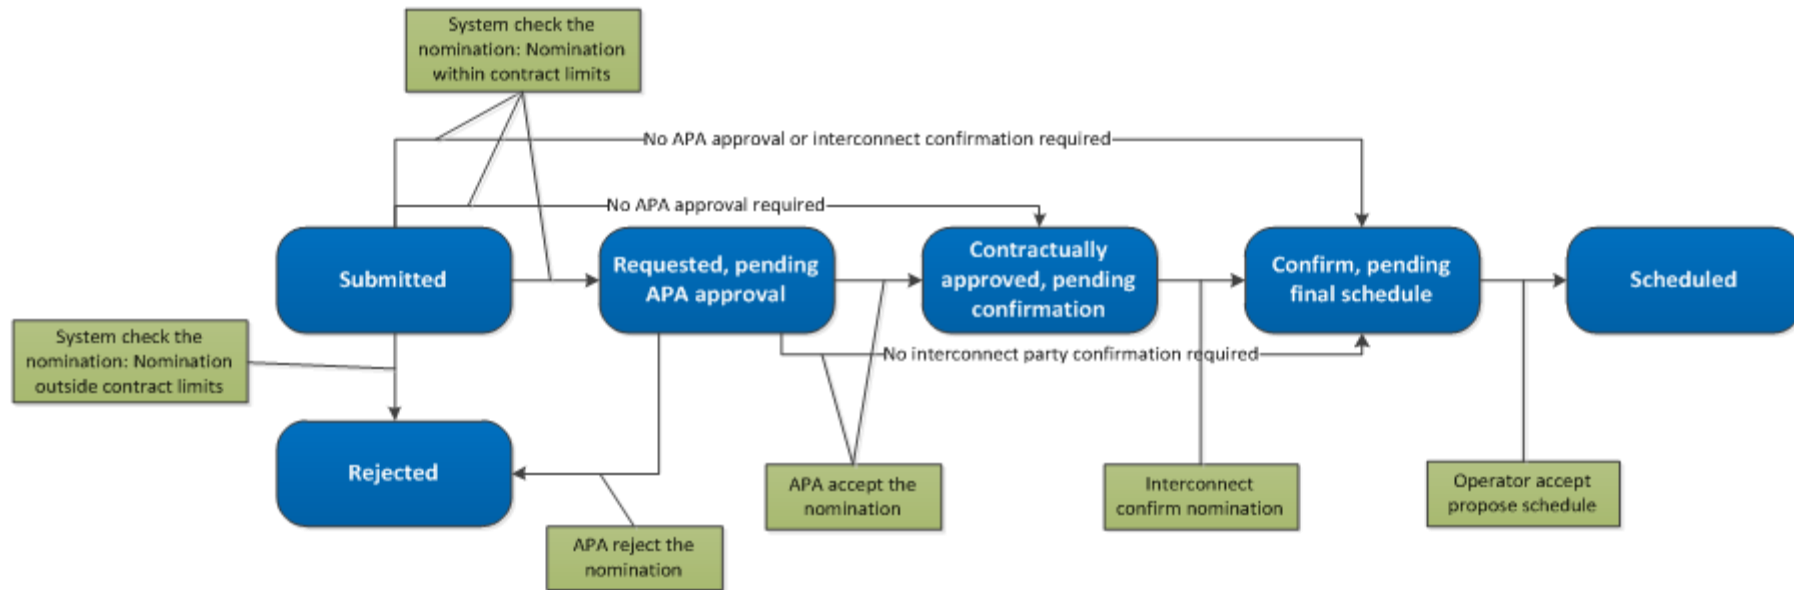 System check the
nomination: Nomination
within contract limits
No APA approval or interconnect confirmation required
No APA approval required
Submitted
Requested, pending
APA approval
Contractually
approved, pending
confirmation
Confirm, pending
final schedule
Scheduled
System check the
nomination: Nomination
outside contract limits
No interconnect party confirmation required
Rejected
APA accept the
nomination
Interconnect
confirm nomination
Operator accept
propose schedule
APA reject the
nomination